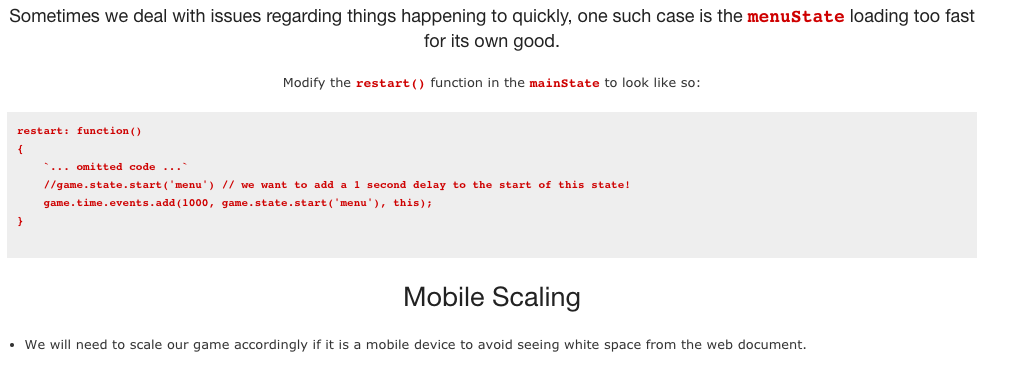 Sometimes we deal with issues regarding things happening to quickly, one such case is the menuState loading too fast
for its own good.
Modify the restart() function in the mainState to look like so:
restart: function()
{
    `... omitted code ...`
    //game.state.start('menu') // we want to add a 1 second delay to the start of this state!
    game.time.events.add(1000, game.state.start('menu'), this);
}
Mobile Scaling
• We will need to scale our game accordingly if it is a mobile device to avoid seeing white space from the web document.